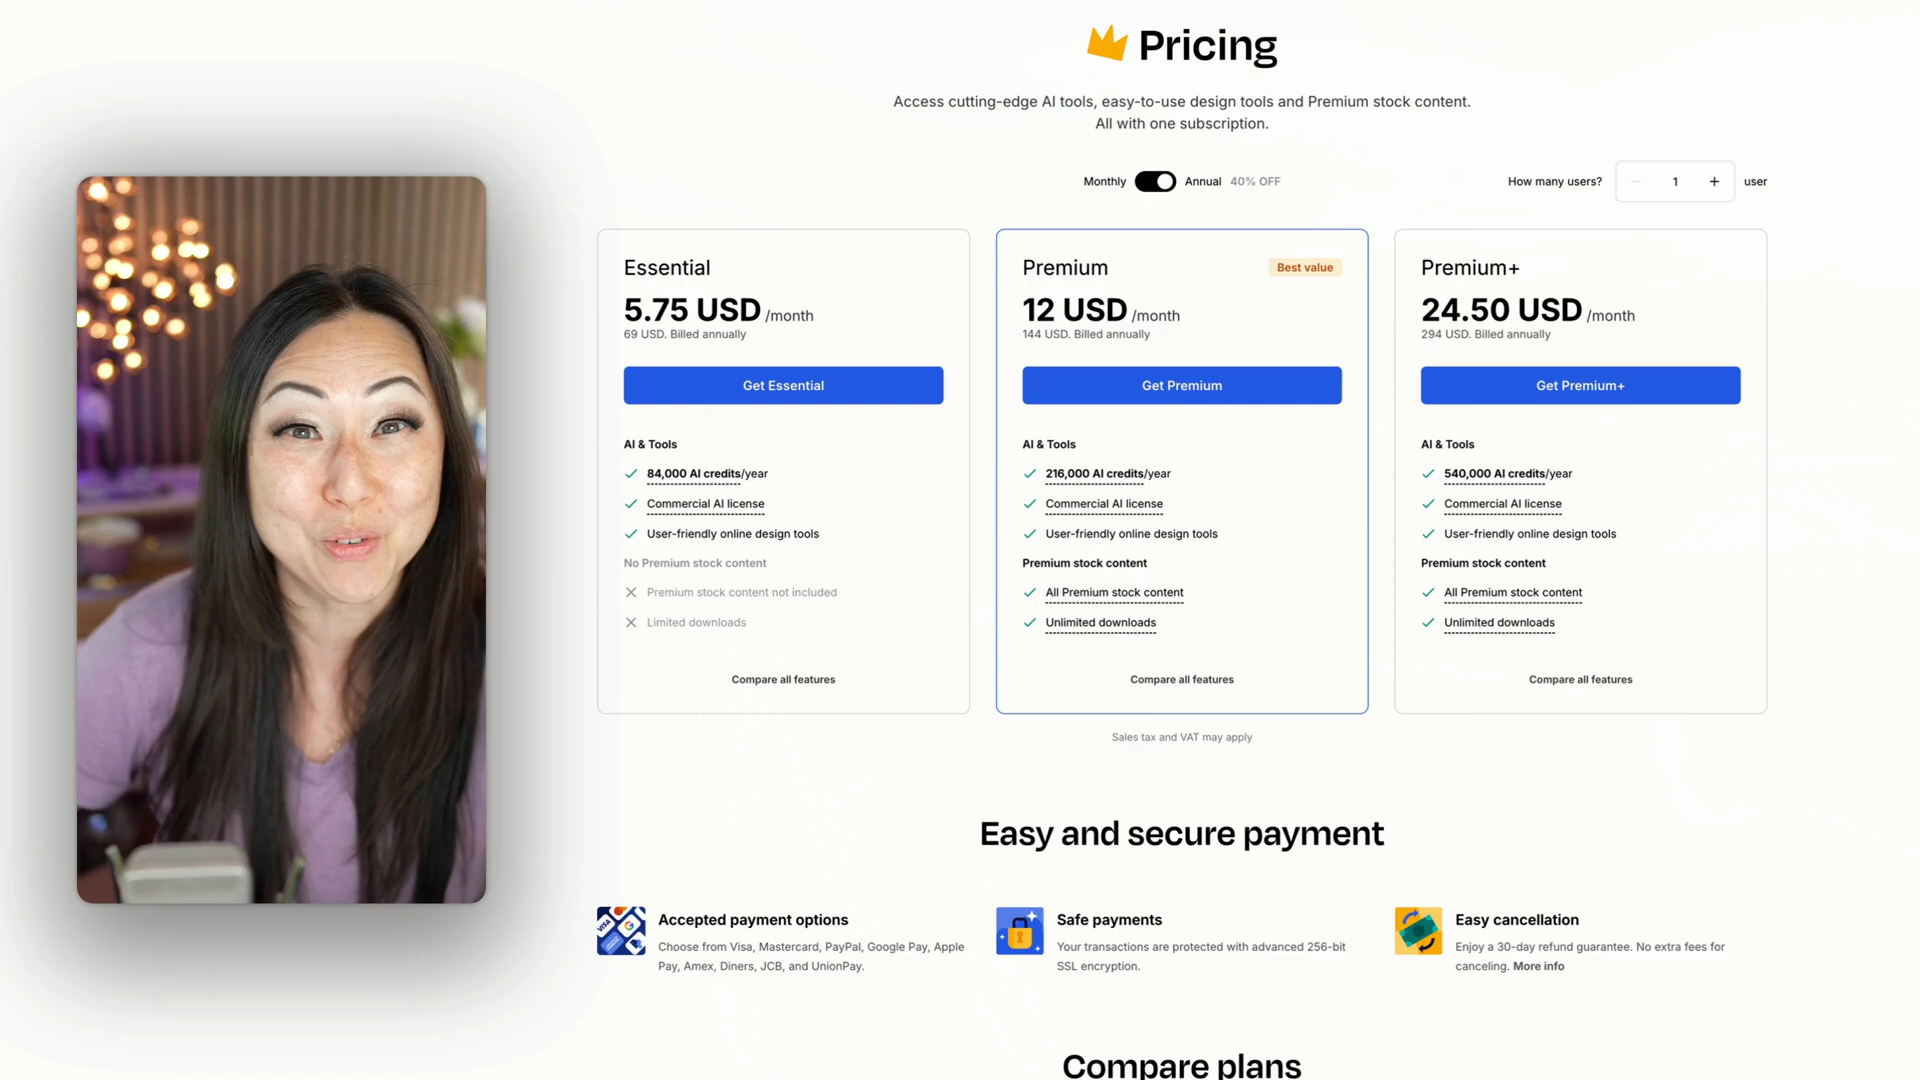 Pricing
Access cutting-edge AI tools, easy-to-use design tools and Premium stock content.
All with one subscription.
Monthly Annual 40% OFF
How many users? − 1 + user
Essential
5.75 USD /month
69 USD. Billed annually
Get Essential
AI & Tools
84,000 AI credits/year
Commercial AI license
User-friendly online design tools
No Premium stock content
Premium stock content not included
Limited downloads
Compare all features
Premium
Best value
12 USD /month
144 USD. Billed annually
Get Premium
AI & Tools
216,000 AI credits/year
Commercial AI license
User-friendly online design tools
Premium stock content
All Premium stock content
Unlimited downloads
Compare all features
Premium+
24.50 USD /month
294 USD. Billed annually
Get Premium+
AI & Tools
540,000 AI credits/year
Commercial AI license
User-friendly online design tools
Premium stock content
All Premium stock content
Unlimited downloads
Compare all features
Sales tax and VAT may apply
Easy and secure payment
VISA
G
Accepted payment options
Choose from Visa, Mastercard, PayPal, Google Pay, Apple
Pay, Amex, Diners, JCB, and UnionPay.
Safe payments
Your transactions are protected with advanced 256-bit
SSL encryption.
Easy cancellation
Enjoy a 30-day refund guarantee. No extra fees for
canceling. More info
Compare plans